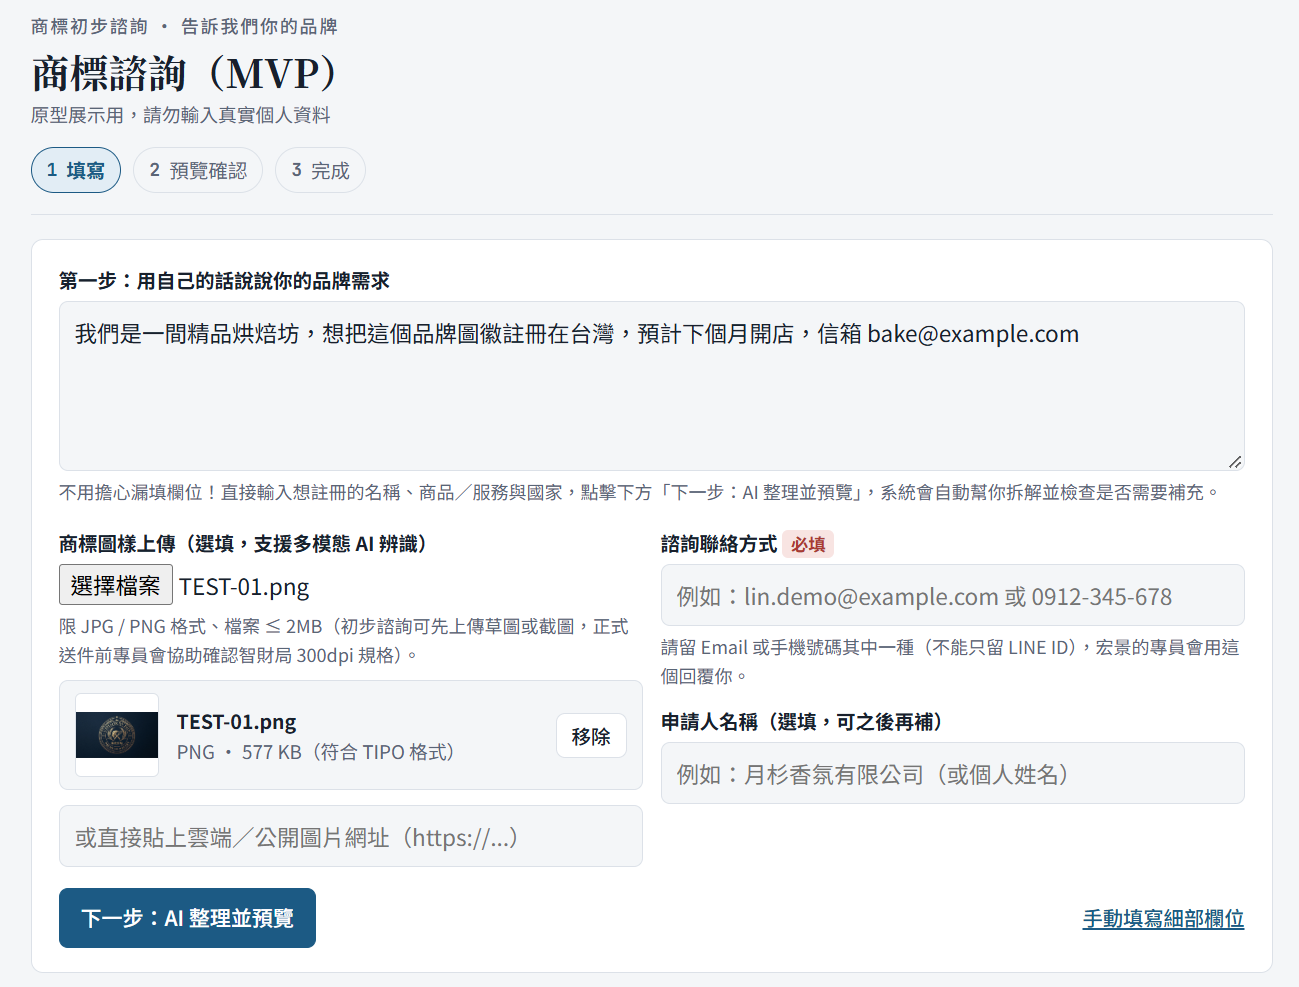 商標初步諮詢 • 告訴我們你的品牌
商標諮詢（MVP）
原型展示用，請勿輸入真實個人資料
1 填寫
2 預覽確認
3 完成
第一步：用自己的話說說你的品牌需求
我們是一間精品烘焙坊，想把這個品牌圖徽註冊在台灣，預計下個月開店，信箱 bake@example.com
不用擔心漏填欄位！直接輸入想註冊的名稱、商品／服務與國家，點擊下方「下一步：AI 整理並預覽」，系統會自動幫你拆解並檢查是否需要補充。
商標圖樣上傳（選填，支援多模態 AI 辨識）
選擇檔案 TEST-01.png
限 JPG / PNG 格式、檔案 ≤ 2MB（初步諮詢可先上傳草圖或截圖，正式
送件前專員會協助確認智財局 300dpi 規格）。
TEST-01.png
PNG • 577 KB（符合 TIPO 格式）
移除
或直接貼上雲端／公開圖片網址（https://...）
諮詢聯絡方式 必填
例如：lin.demo@example.com 或 0912-345-678
請留 Email 或手機號碼其中一種（不能只留 LINE ID），宏景的專員會用這
個回覆你。
申請人名稱（選填，可之後再補）
例如：月杉香氛有限公司（或個人姓名）
下一步：AI 整理並預覽
手動填寫細部欄位